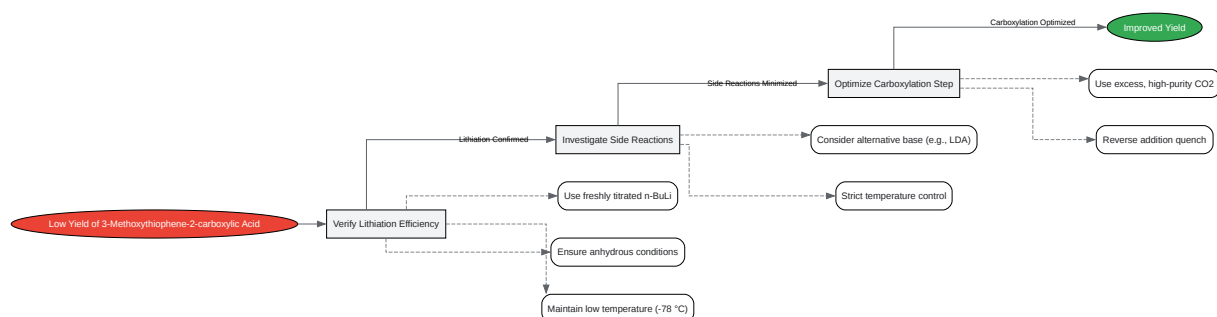 Carboxylation Optimized
Improved Yield
Side Reactions Minimized
Optimize Carboxylation Step
Use excess, high-purity CO2
Lithiation Confirmed
Investigate Side Reactions
Consider alternative base (e.g., LDA)
Reverse addition quench
Use freshly titrated n-BuLi
Strict temperature control
Low Yield of 3-Methoxythiophene-2-carboxylic Acid
Verify Lithiation Efficiency
Ensure anhydrous conditions
Maintain low temperature (-78 °C)